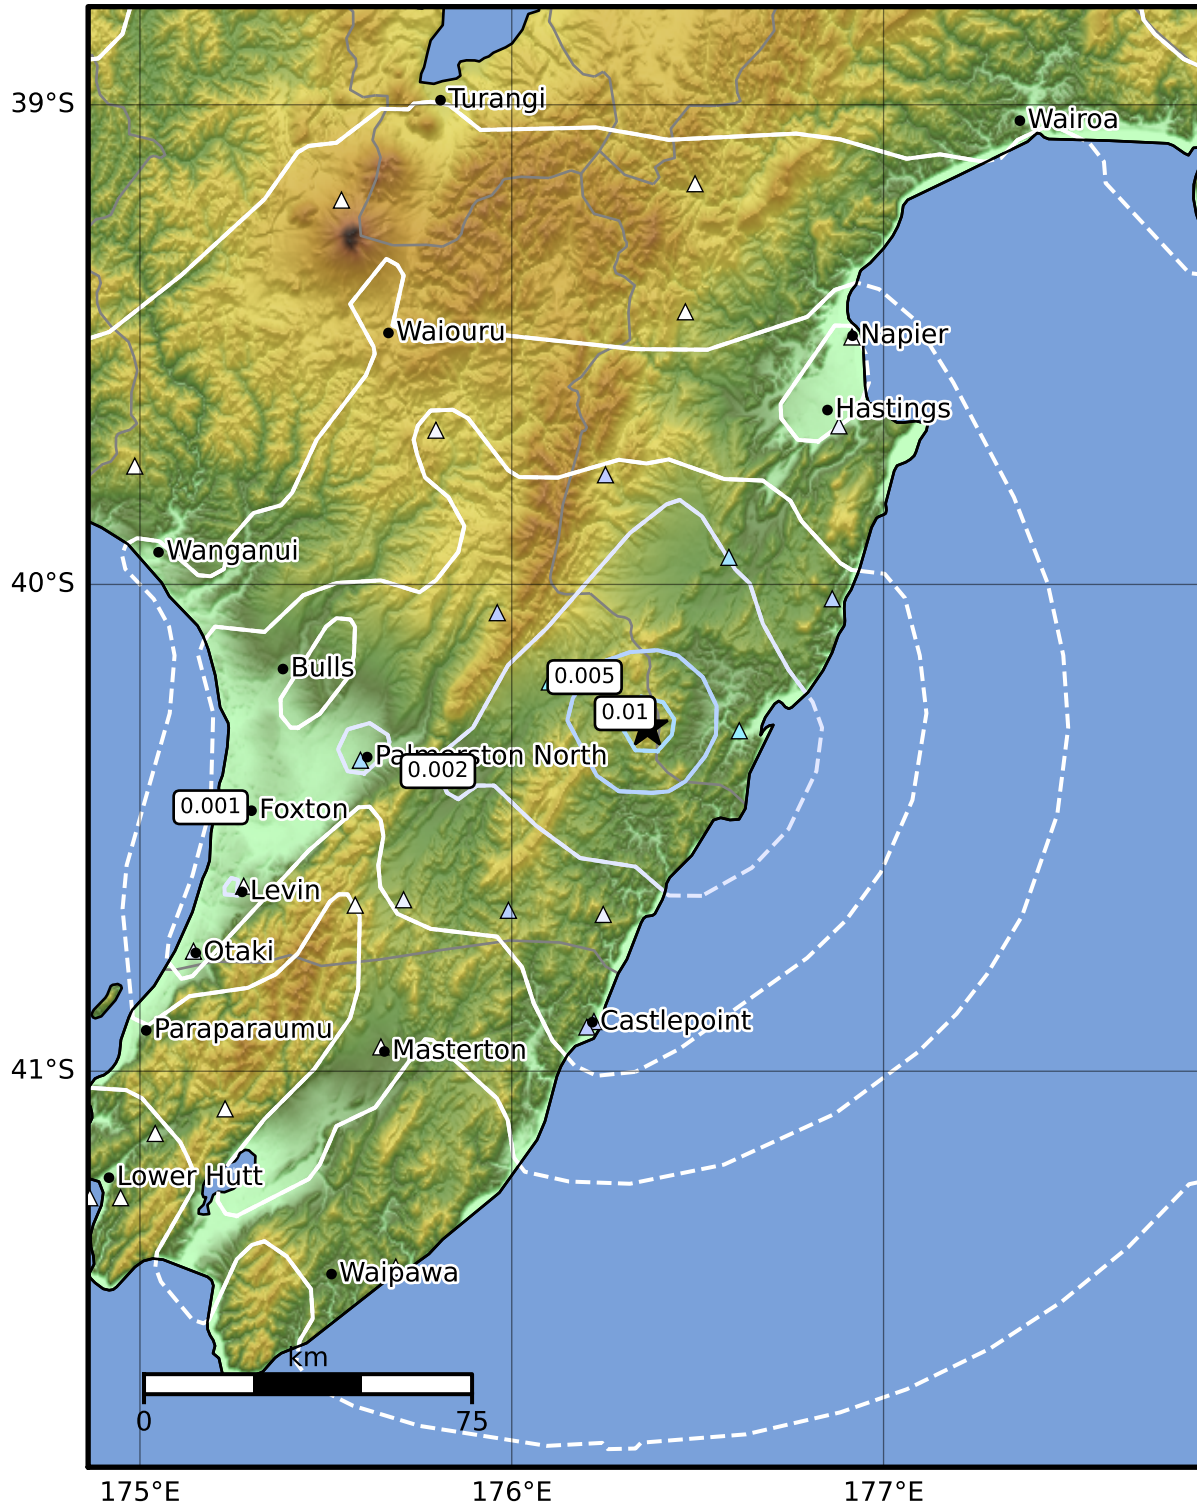 Turangi
39°S
Wairoa
Waiouru
Napier
Hastings
Wanganui
40°S
Bulls
0.005
0.01
Palmerston North
0.002
0.001
Foxton
Levin
Otaki
Castlepoint
Paraparaumu
Masterton
41°S
Lower Hutt
Waipawa
km
0
75
175°E
176°E
177°E